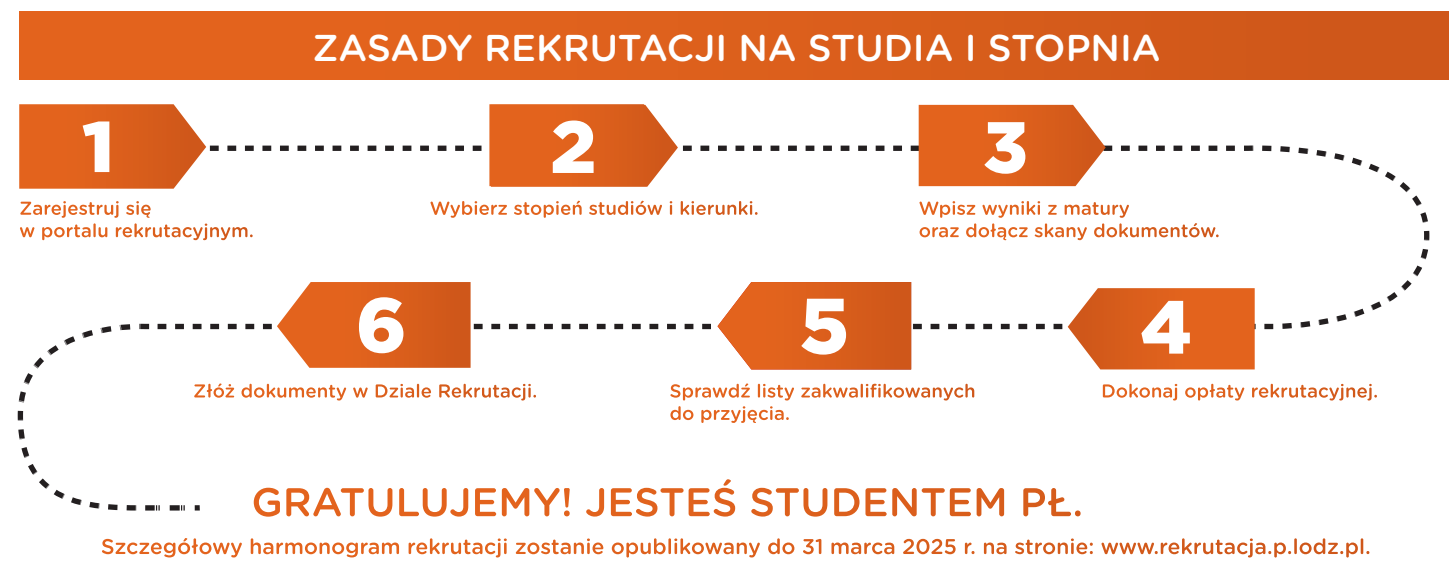 ZASADY REKRUTACJI NA STUDIA I STOPNIA
1
Zarejestruj się
w portalu rekrutacyjnym.
2
Wybierz stopień studiów i kierunki.
3
Wpisz wyniki z matury
oraz dołącz skany dokumentów.
4
Dokonaj opłaty rekrutacyjnej.
5
Sprawdź listy zakwalifikowanych
do przyjęcia.
6
Złóż dokumenty w Dziale Rekrutacji.
GRATULUJEMY! JESTEŚ STUDENTEM PŁ.
Szczegółowy harmonogram rekrutacji zostanie opublikowany do 31 marca 2025 r. na stronie: www.rekrutacja.p.lodz.pl.